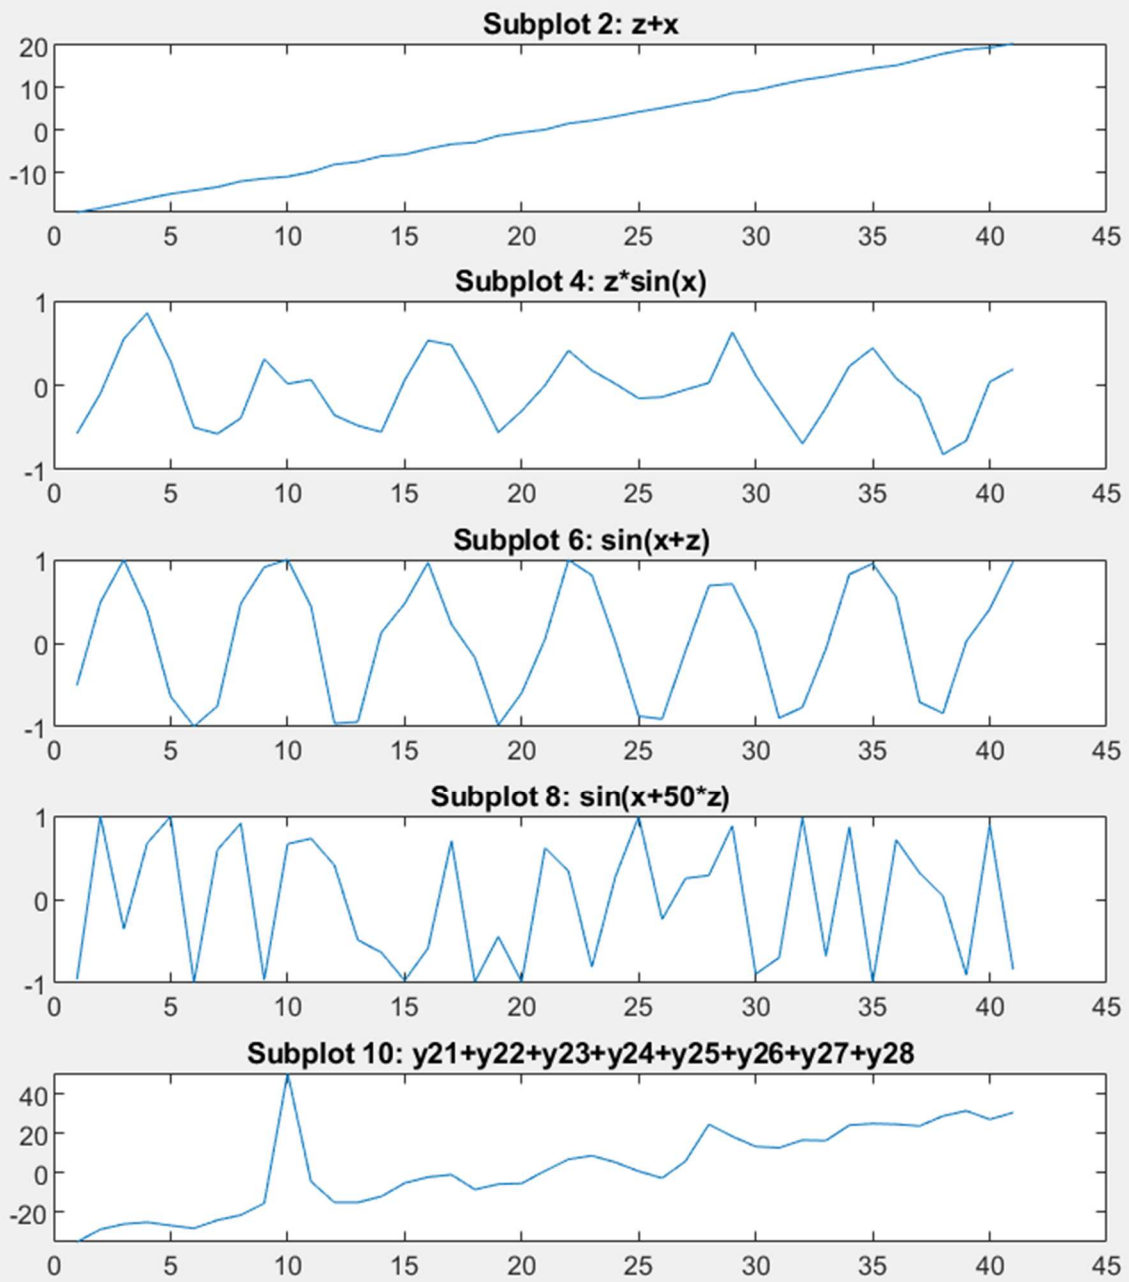 Subplot 2: z+x
20
10
0
-10
0 5 10 15 20 25 30 35 40 45
Subplot 4: z*sin(x)
1
0
-1
0 5 10 15 20 25 30 35 40 45
Subplot 6: sin(x+z)
1
0
-1
0 5 10 15 20 25 30 35 40 45
Subplot 8: sin(x+50*z)
1
0
-1
0 5 10 15 20 25 30 35 40 45
Subplot 10: y21+y22+y23+y24+y25+y26+y27+y28
40
20
0
-20
0 5 10 15 20 25 30 35 40 45